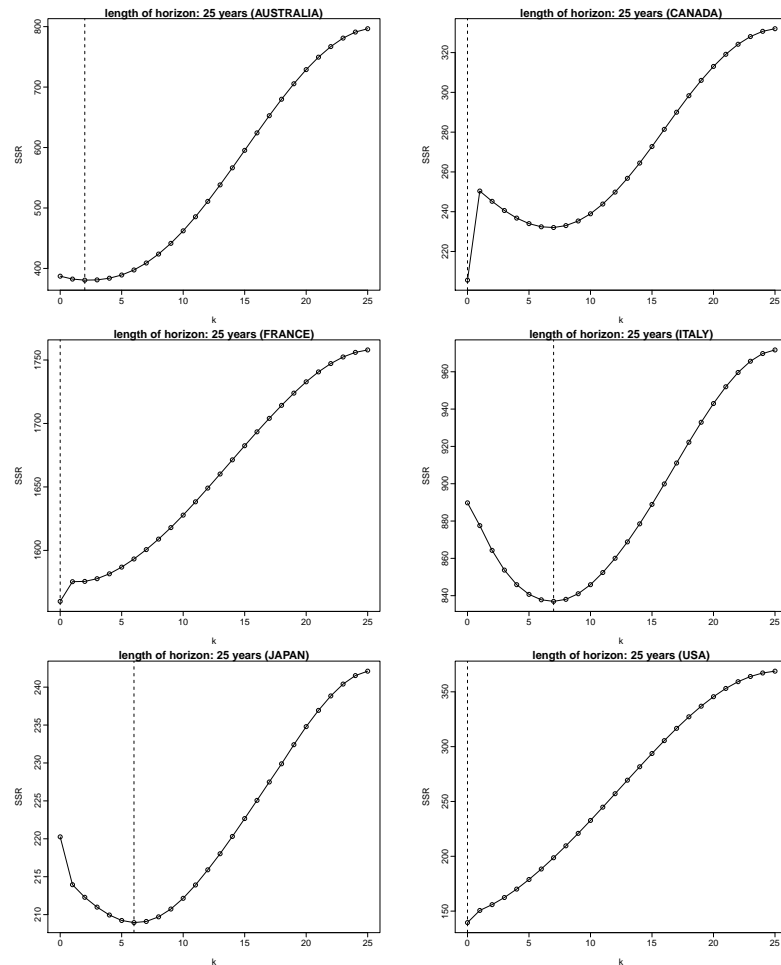 length of horizon: 25 years (AUSTRALIA)
SSR
400 500 600 700 800
0 5 10 15 20 25
k
length of horizon: 25 years (CANADA)
SSR
220 240 260 280 300 320
0 5 10 15 20 25
k
length of horizon: 25 years (FRANCE)
SSR
1600 1650 1700 1750
0 5 10 15 20 25
k
length of horizon: 25 years (ITALY)
SSR
840 860 880 900 920 940 960
0 5 10 15 20 25
k
length of horizon: 25 years (JAPAN)
SSR
210 215 220 225 230 235 240
0 5 10 15 20 25
k
length of horizon: 25 years (USA)
SSR
150 200 250 300 350
0 5 10 15 20 25
k